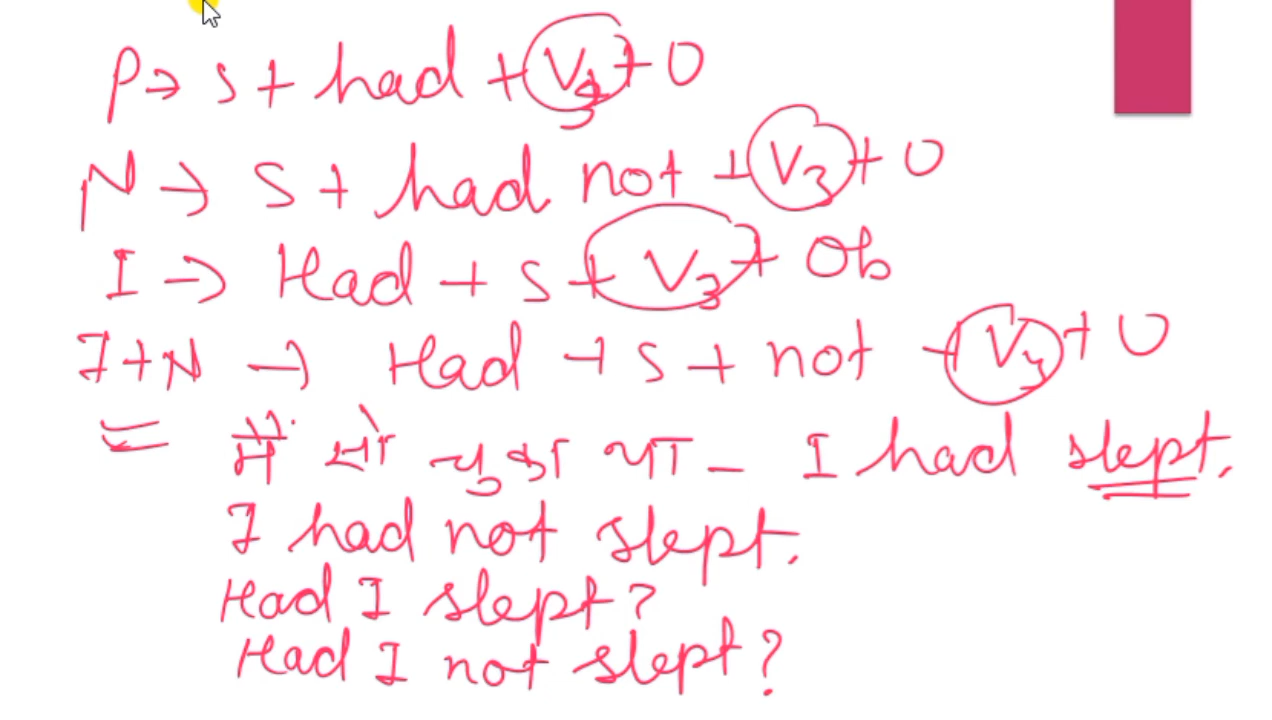 P → S + had + V3 + O
N → S + had not + V3 + O
I → Had + S + V3 + Ob
I+N → Had + S + not + V3 + O
मैं सो चुका था - I had slept.
I had not slept.
Had I slept?
Had I not slept?